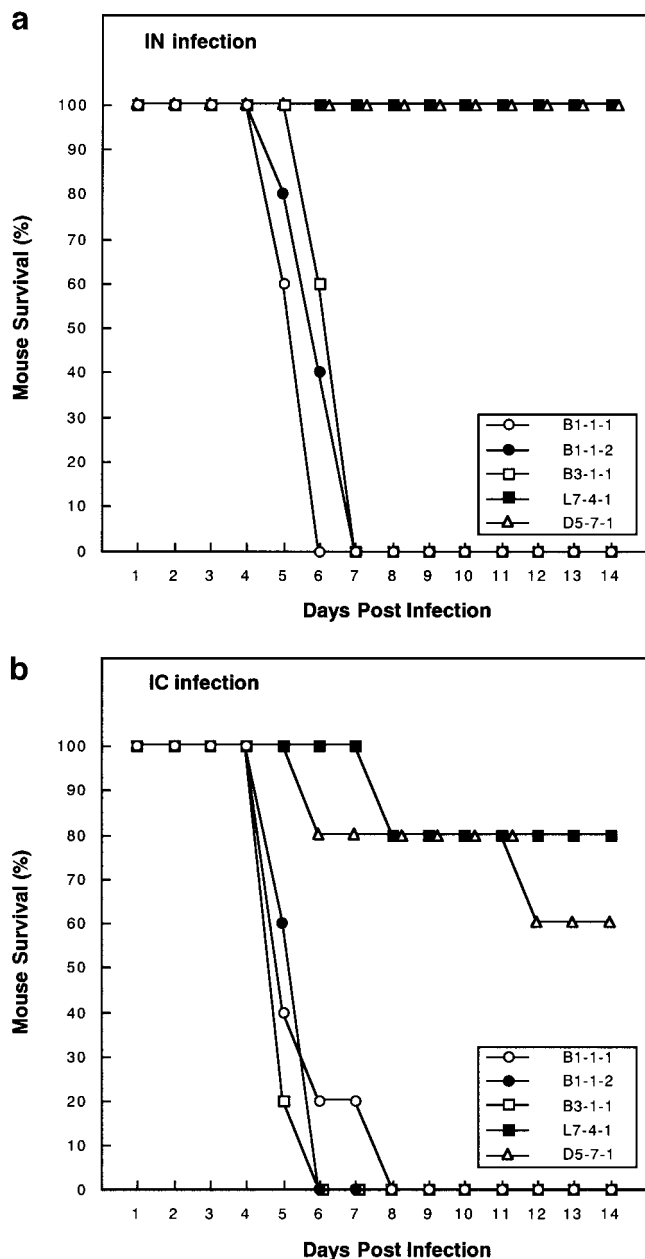 a
IN infection
100
90
80
70
60
50
40
30
20
10
0
Mouse Survival (%)
1 2 3 4 5 6 7 8 9 10 11 12 13 14
Days Post Infection
B1-1-1
B1-1-2
B3-1-1
L7-4-1
D5-7-1
b
IC infection
100
90
80
70
60
50
40
30
20
10
0
Mouse Survival (%)
1 2 3 4 5 6 7 8 9 10 11 12 13 14
Days Post Infection
B1-1-1
B1-1-2
B3-1-1
L7-4-1
D5-7-1